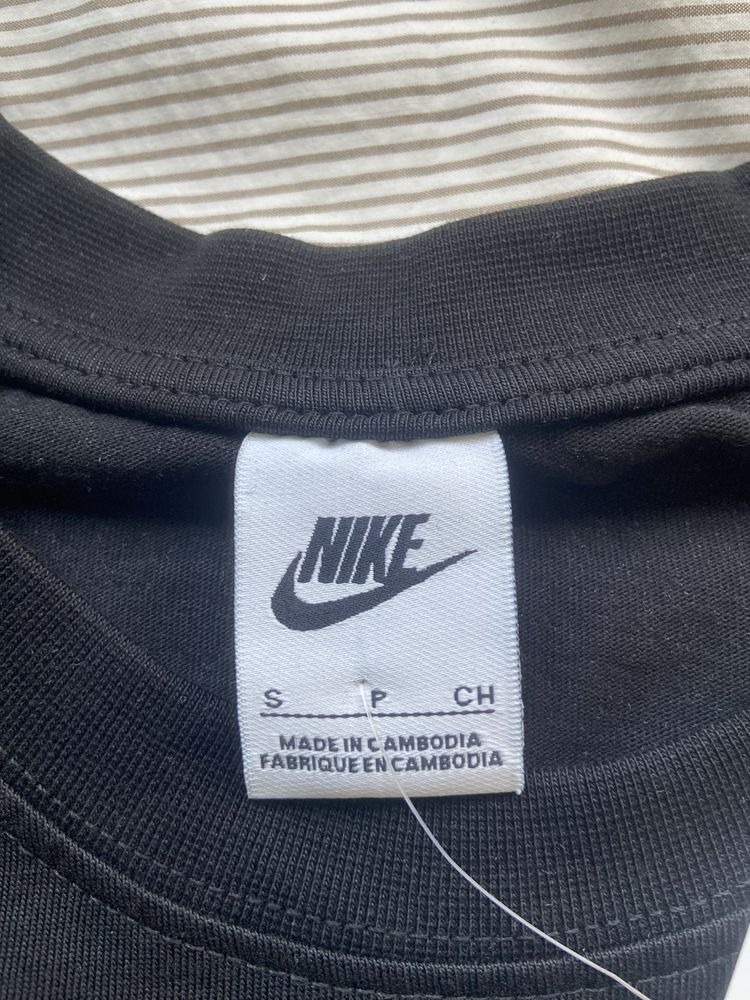 NIKE
S P CH
MADE IN CAMBODIA
FABRIQUE EN CAMBODIA